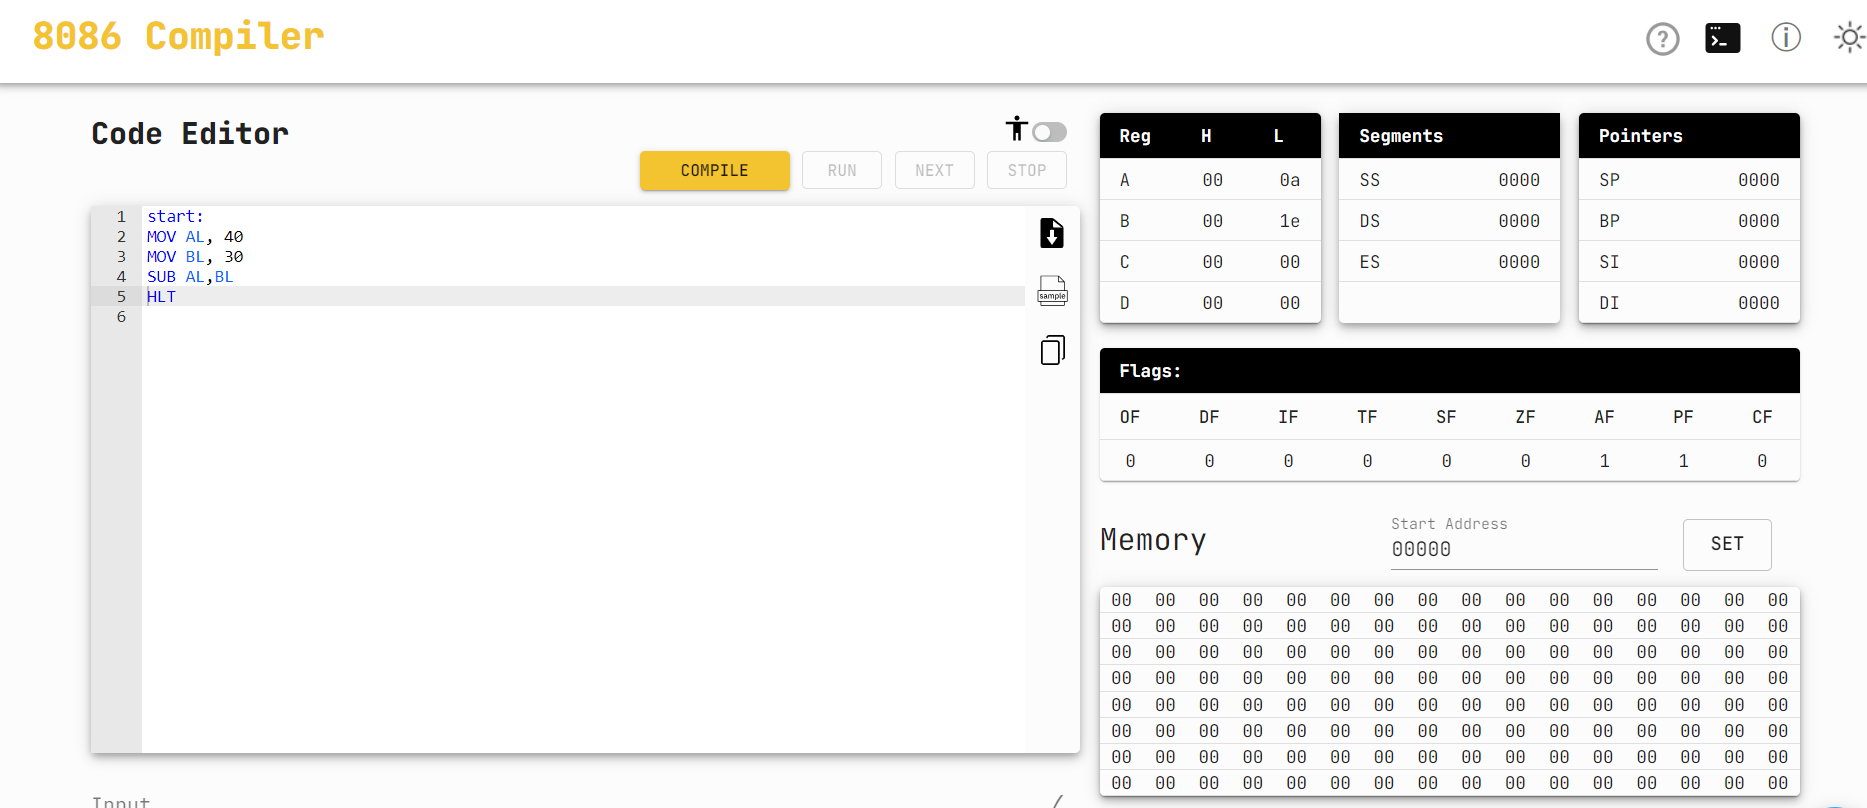 8086 Compiler
Code Editor
COMPILE RUN NEXT STOP
1 start:
2 MOV AL, 40
3 MOV BL, 30
4 SUB AL,BL
5 HLT
6
sample
Input
Reg H L
A 00 0a
B 00 1e
C 00 00
D 00 00
Segments
SS 0000
DS 0000
ES 0000
Pointers
SP 0000
BP 0000
SI 0000
DI 0000
Flags:
OF DF IF TF SF ZF AF PF CF
0 0 0 0 0 0 1 1 0
Memory
Start Address
00000
SET
00 00 00 00 00 00 00 00 00 00 00 00 00 00 00 00
00 00 00 00 00 00 00 00 00 00 00 00 00 00 00 00
00 00 00 00 00 00 00 00 00 00 00 00 00 00 00 00
00 00 00 00 00 00 00 00 00 00 00 00 00 00 00 00
00 00 00 00 00 00 00 00 00 00 00 00 00 00 00 00
00 00 00 00 00 00 00 00 00 00 00 00 00 00 00 00
00 00 00 00 00 00 00 00 00 00 00 00 00 00 00 00
00 00 00 00 00 00 00 00 00 00 00 00 00 00 00 00